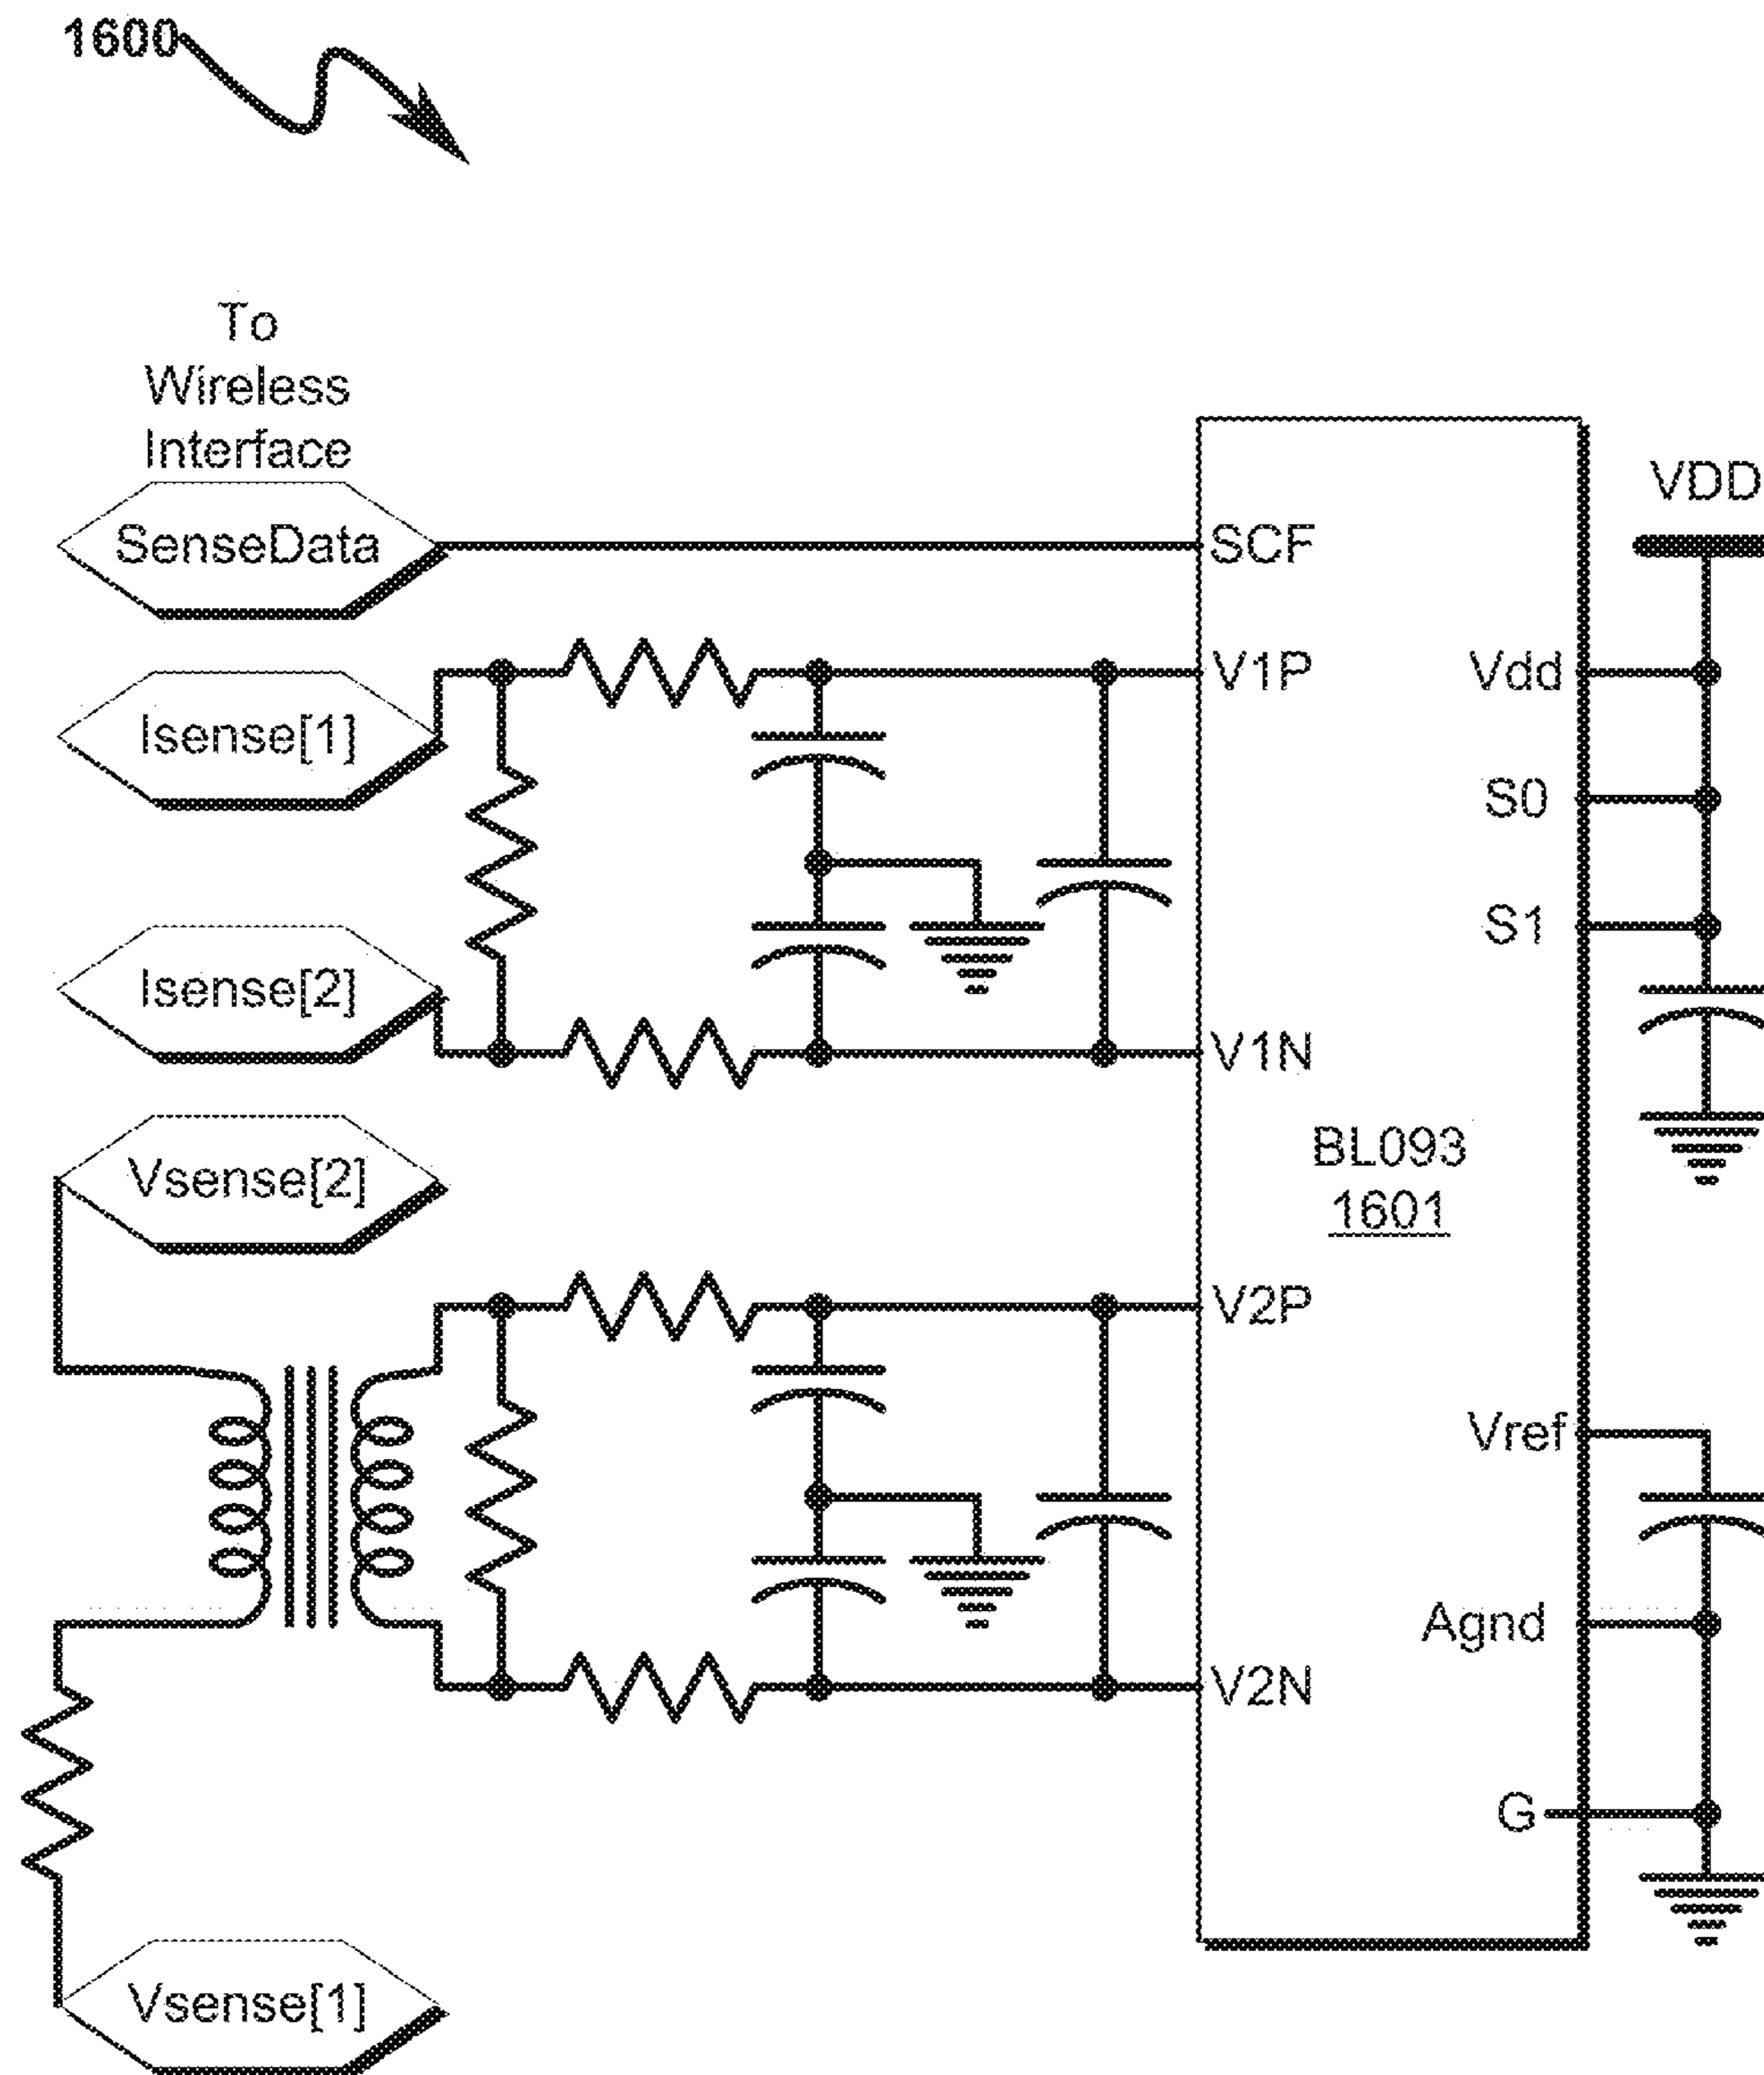 1600
To
Wireless
Interface
SenseData
SCF
VDD
Isense[1]
V1P
Vdd
S0
S1
Isense[2]
V1N
Vsense[2]
BL093
1601
V2P
Vref
Agnd
V2N
G
Vsense[1]